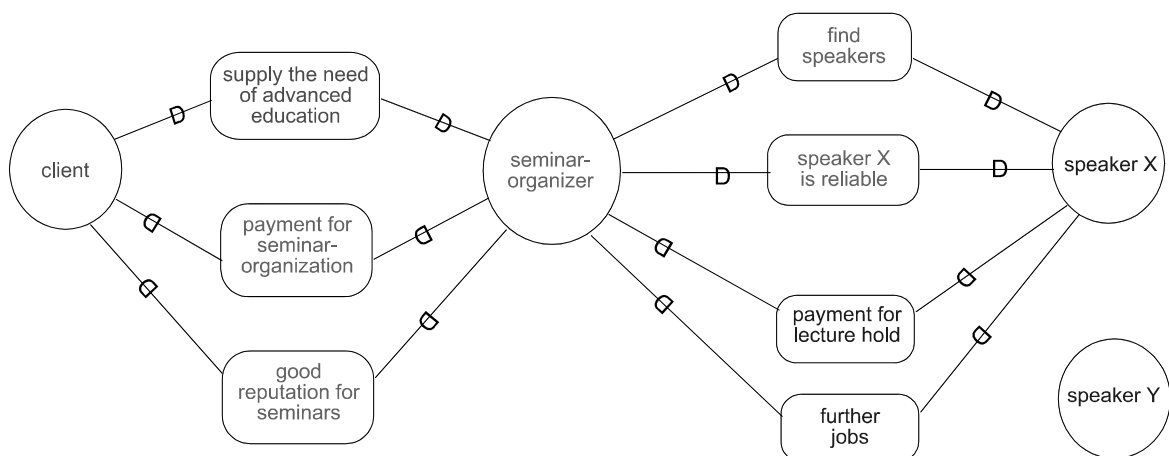 client
D
supply the need
of advanced
education
D
D
payment for
seminar-
organization
D
D
good
reputation for
seminars
D
seminar-
organizer
D
find
speakers
D
D
speaker X
is reliable
D
D
payment for
lecture hold
D
D
further
jobs
D
speaker X
speaker Y